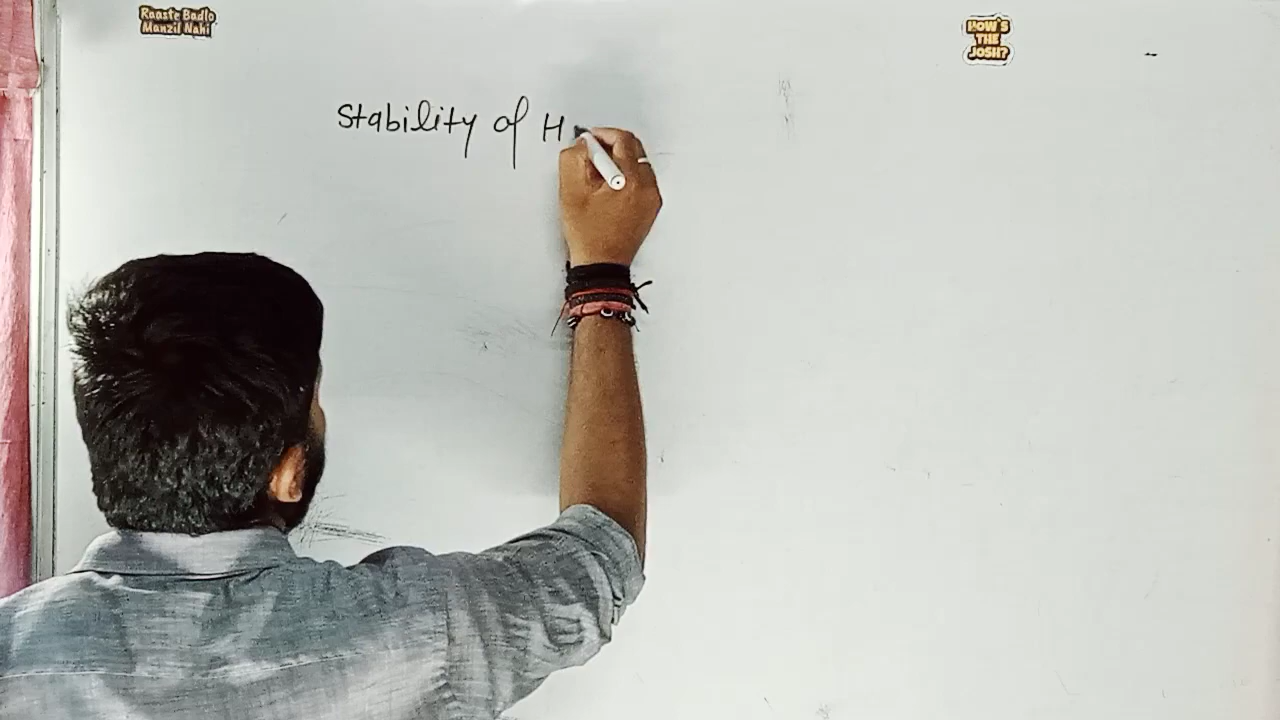 Raaste Badlo
Manzil Nahi
HOW'S
THE
JOSH?
Stability of H